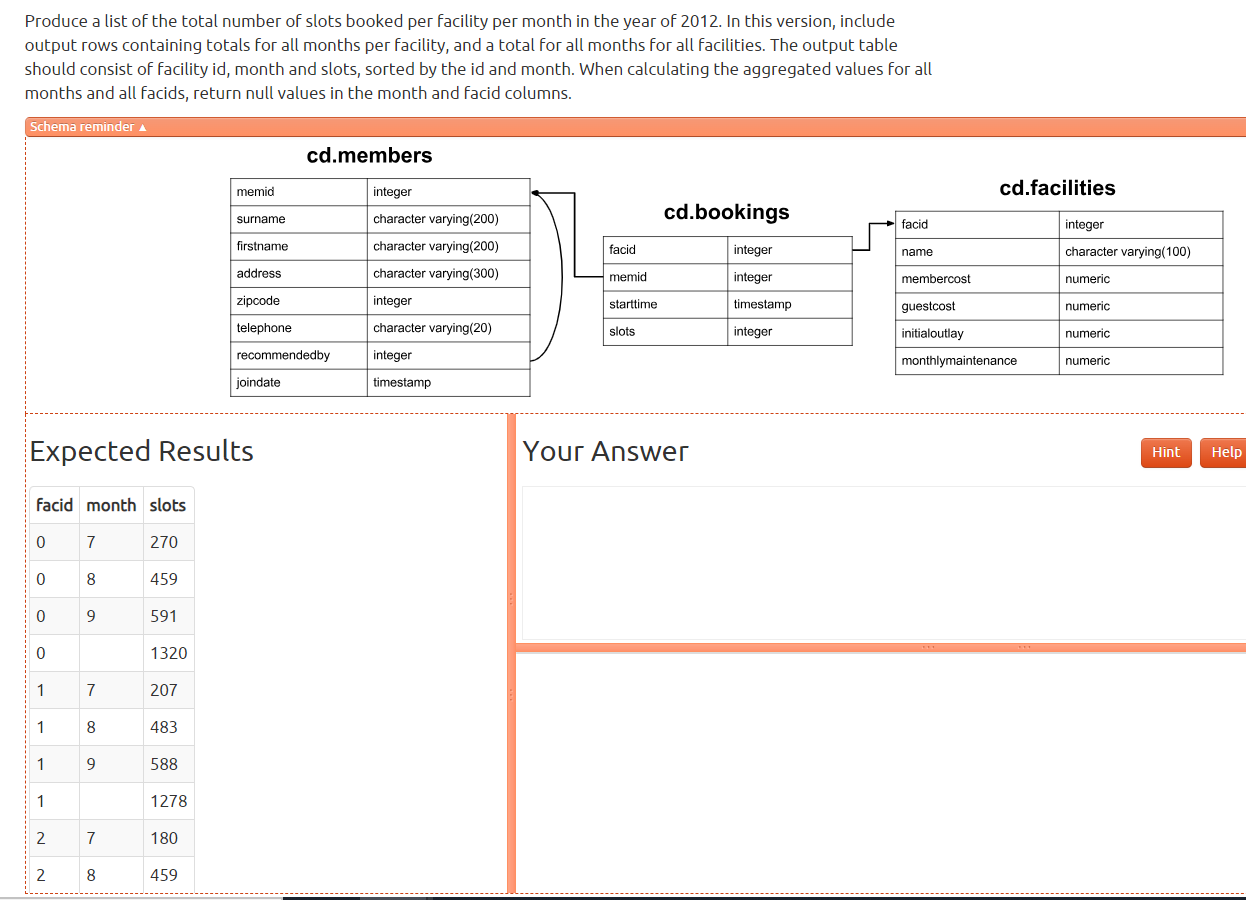 Produce a list of the total number of slots booked per facility per month in the year of 2012. In this version, include
output rows containing totals for all months per facility, and a total for all months for all facilities. The output table
should consist of facility id, month and slots, sorted by the id and month. When calculating the aggregated values for all
months and all facids, return null values in the month and facid columns.
Schema reminder ▲
cd.members
memid integer
surname character varying(200)
firstname character varying(200)
address character varying(300)
zipcode integer
telephone character varying(20)
recommendedby integer
joindate timestamp
cd.bookings
facid integer
memid integer
starttime timestamp
slots integer
cd.facilities
facid integer
name character varying(100)
membercost numeric
guestcost numeric
initialoutlay numeric
monthlymaintenance numeric
Expected Results
facid month slots
0 7 270
0 8 459
0 9 591
0 1320
1 7 207
1 8 483
1 9 588
1 1278
2 7 180
2 8 459
Your Answer
Hint
Help